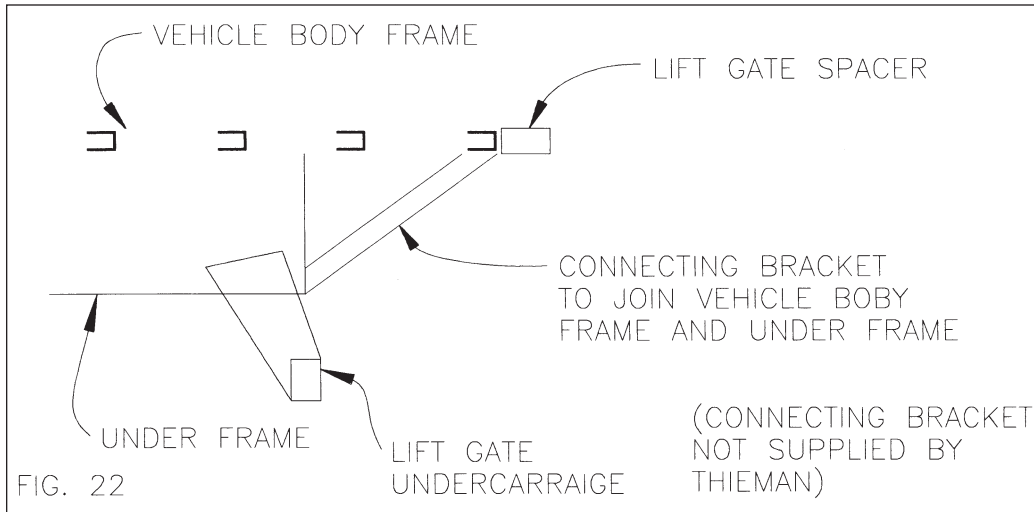 VEHICLE BODY FRAME
LIFT GATE SPACER
CONNECTING BRACKET
TO JOIN VEHICLE BOBY
FRAME AND UNDER FRAME
UNDER FRAME
LIFT GATE
UNDERCARRAIGE
(CONNECTING BRACKET
NOT SUPPLIED BY
THIEMAN)
FIG. 22